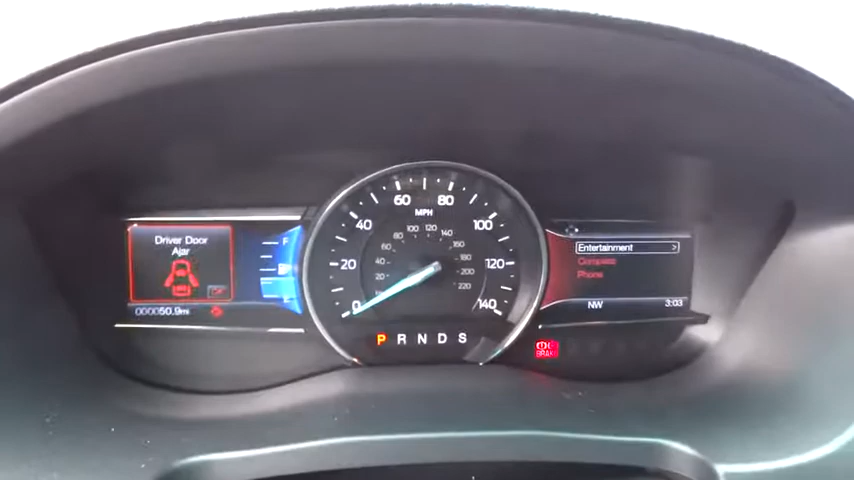 Driver Door
Ajar
OK
000050.9mi
F
MPH
0 20 40 60 80 100 120 140
20 40 60 80 100 120 140 160 180 200 220
P R N D S
Entertainment >
Compass
Phone
NW 3:03
BRAKE